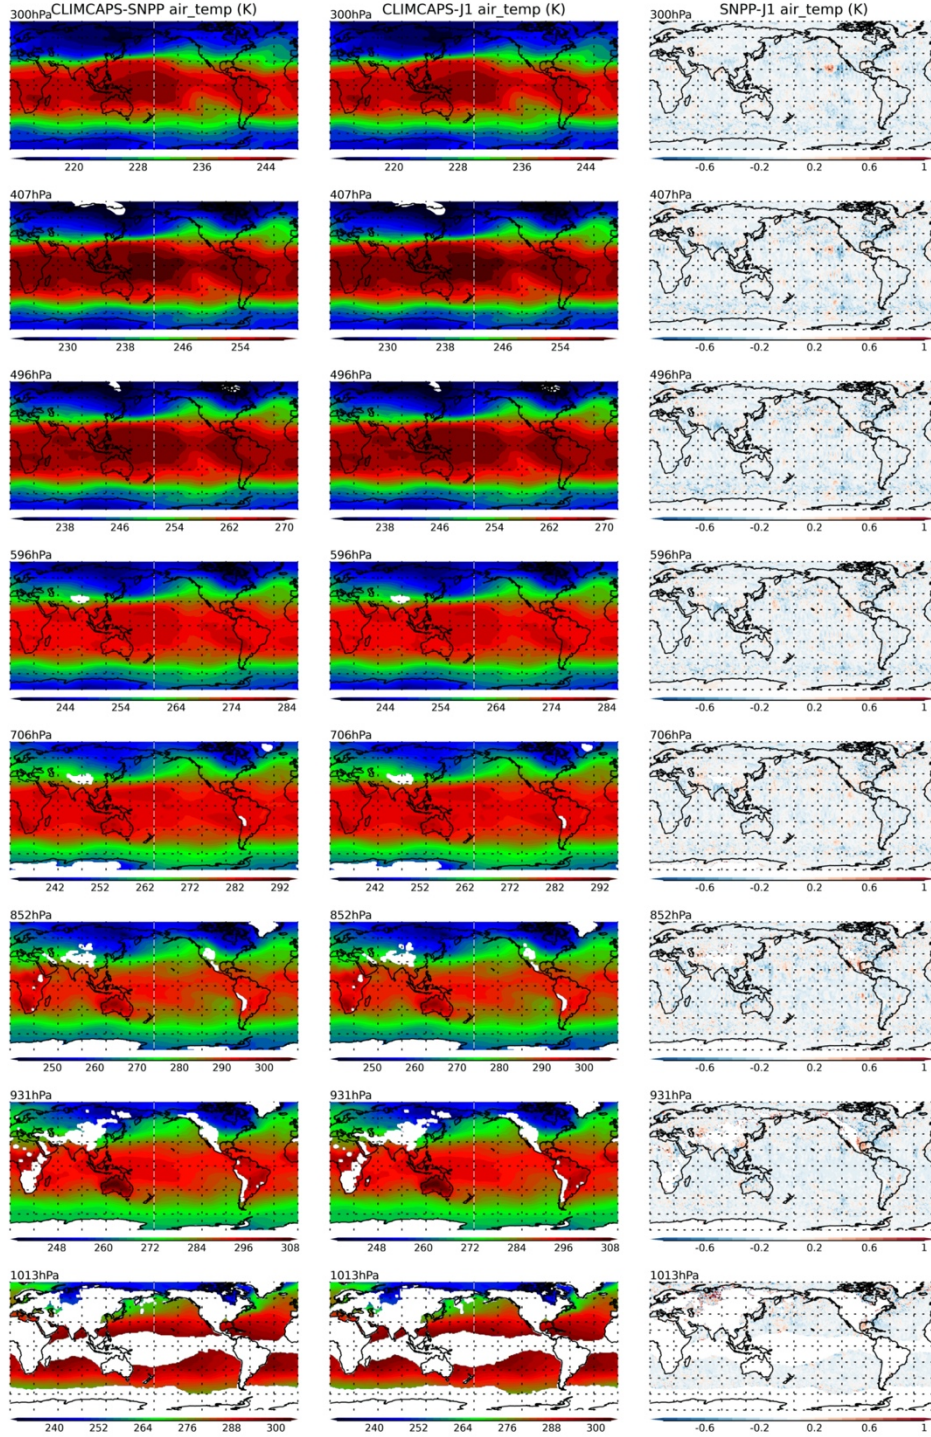 CLIMCAPS-SNPP air_temp (K) CLIMCAPS-J1 air_temp (K) SNPP-J1 air_temp (K)
300hPa 300hPa 300hPa
220 228 236 244 220 228 236 244 -0.6 -0.2 0.2 0.6 1
407hPa 407hPa 407hPa
230 238 246 254 230 238 246 254 -0.6 -0.2 0.2 0.6 1
496hPa 496hPa 496hPa
238 246 254 262 270 238 246 254 262 270 -0.6 -0.2 0.2 0.6 1
596hPa 596hPa 596hPa
244 254 264 274 284 244 254 264 274 284 -0.6 -0.2 0.2 0.6 1
706hPa 706hPa 706hPa
242 252 262 272 282 292 242 252 262 272 282 292 -0.6 -0.2 0.2 0.6 1
852hPa 852hPa 852hPa
250 260 270 280 290 300 250 260 270 280 290 300 -0.6 -0.2 0.2 0.6 1
931hPa 931hPa 931hPa
248 260 272 284 296 308 248 260 272 284 296 308 -0.6 -0.2 0.2 0.6 1
1013hPa 1013hPa 1013hPa
240 252 264 276 288 300 240 252 264 276 288 300 -0.6 -0.2 0.2 0.6 1